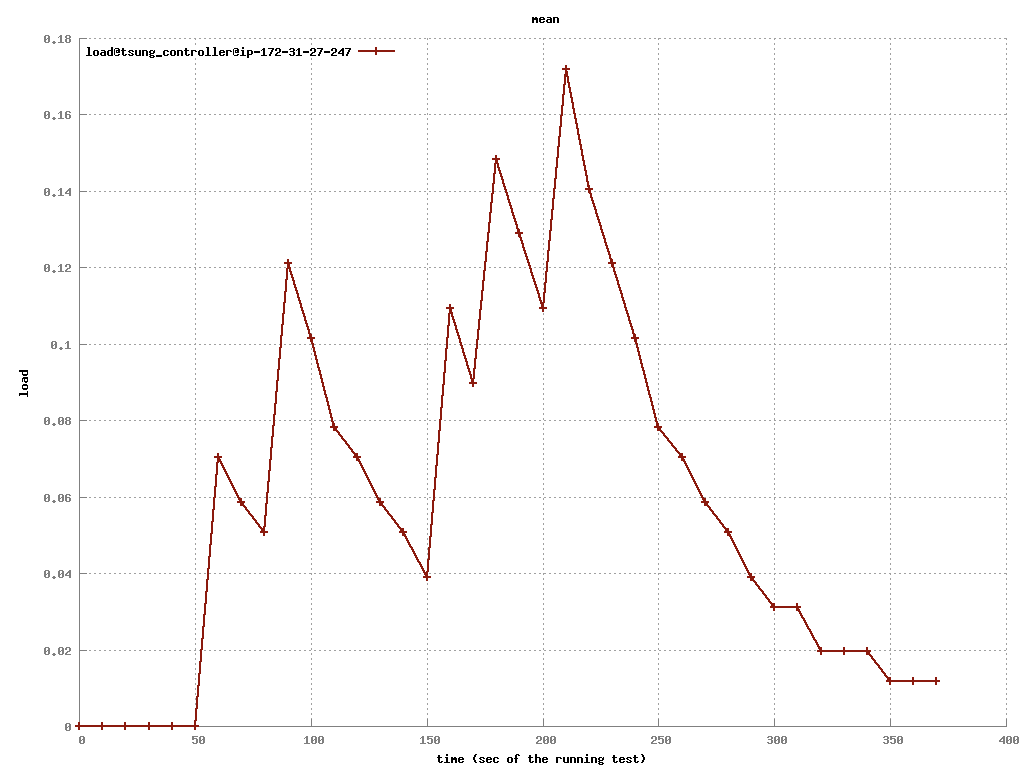 mean
load@tsung_controller@ip-172-31-27-247
0.18
0.16
0.14
0.12
0.1
0.08
0.06
0.04
0.02
0
load
0 50 100 150 200 250 300 350 400
time (sec of the running test)